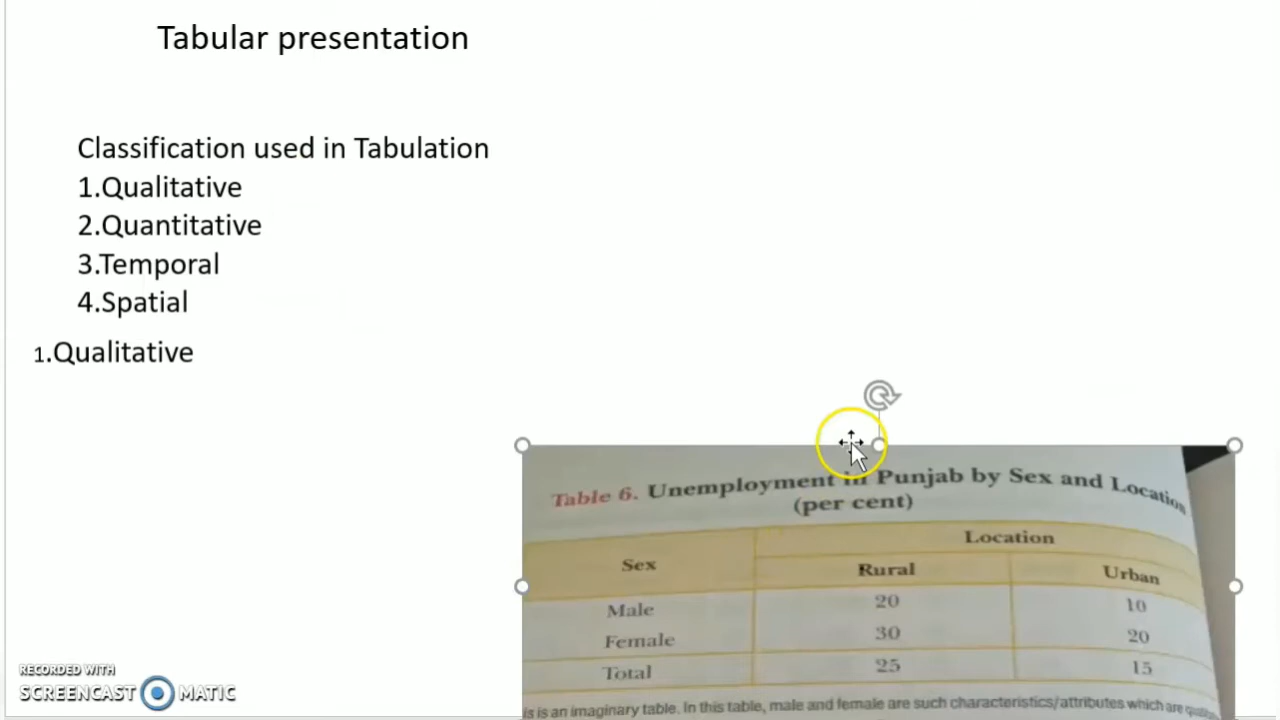 Tabular presentation
Classification used in Tabulation
1.Qualitative
2.Quantitative
3.Temporal
4.Spatial
1.Qualitative
Table 6. Unemployment in Punjab by Sex and Location
(per cent)
Sex Location
Rural Urban
Male 20 10
Female 30 20
Total 25 15
is is an imaginary table. In this table, male and female are such characteristics/attributes which are
RECORDED WITH
SCREENCAST MATIC